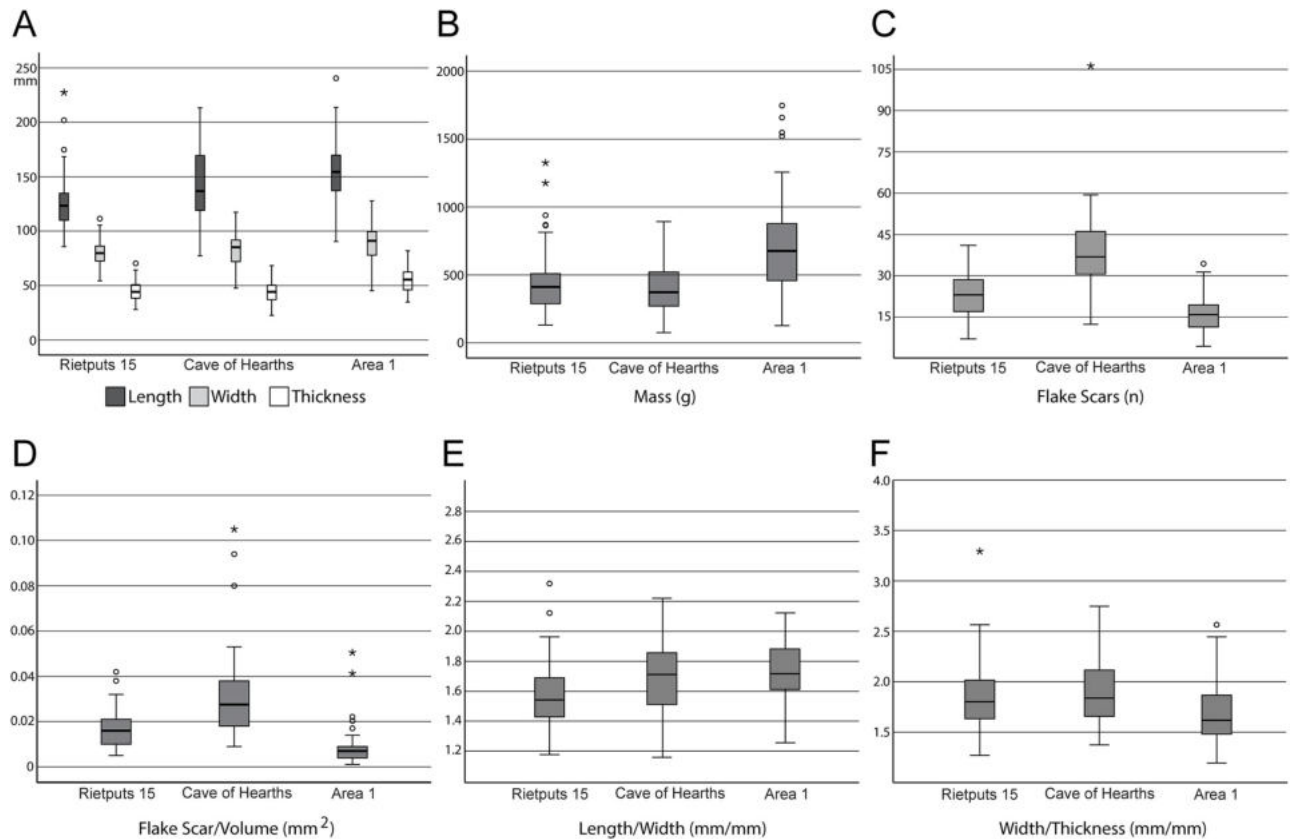 A
250
mm
200
150
100
50
0
Rietputs 15 Cave of Hearths Area 1
Length Width Thickness
B
2000
1500
1000
500
0
Rietputs 15 Cave of Hearths Area 1
Mass (g)
C
105
90
75
60
45
30
15
Rietputs 15 Cave of Hearths Area 1
Flake Scars (n)
D
0.12
0.10
0.08
0.06
0.04
0.02
0
Rietputs 15 Cave of Hearths Area 1
Flake Scar/Volume (mm²)
E
2.8
2.6
2.4
2.2
2.0
1.8
1.6
1.4
1.2
Rietputs 15 Cave of Hearths Area 1
Length/Width (mm/mm)
F
4.0
3.5
3.0
2.5
2.0
1.5
Rietputs 15 Cave of Hearths Area 1
Width/Thickness (mm/mm)